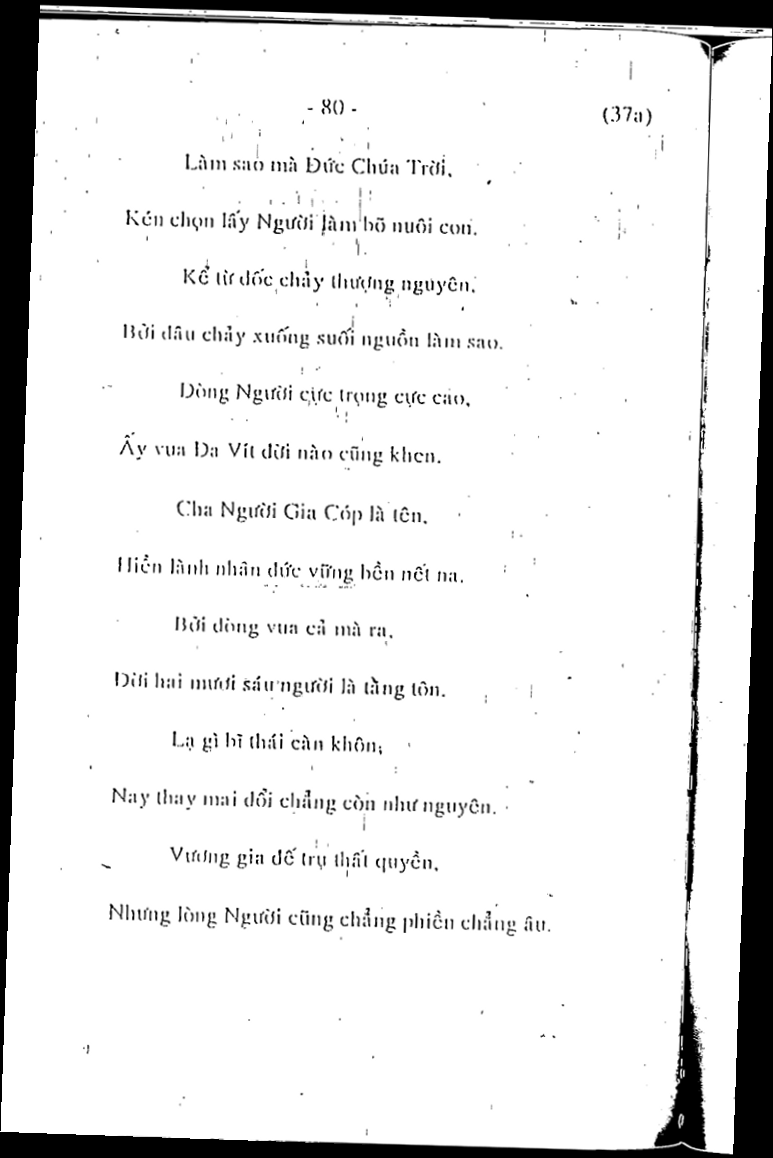 - 80 -
(37a)
Làm sao mà Đức Chúa Trời,
Kén chọn lấy Người làm bõ nuôi con.
Kể từ dốc chảy thượng nguyên,
Bởi đâu chảy xuống suối nguồn làm sao.
Dòng Người cực trọng cực cao,
Ấy vua Đa Vít đời nào cũng khen.
Cha Người Gia Cóp là tên,
Hiền lành nhân đức vững bền nết na.
Bởi dòng vua cả mà ra,
Đời hai mươi sáu người là tằng tôn.
Lạ gì bĩ thái càn khôn,
Nay thay mai đổi chẳng còn như nguyên.
Vương gia đế trụ thất quyền,
Nhưng lòng Người cũng chẳng phiền chẳng âu.